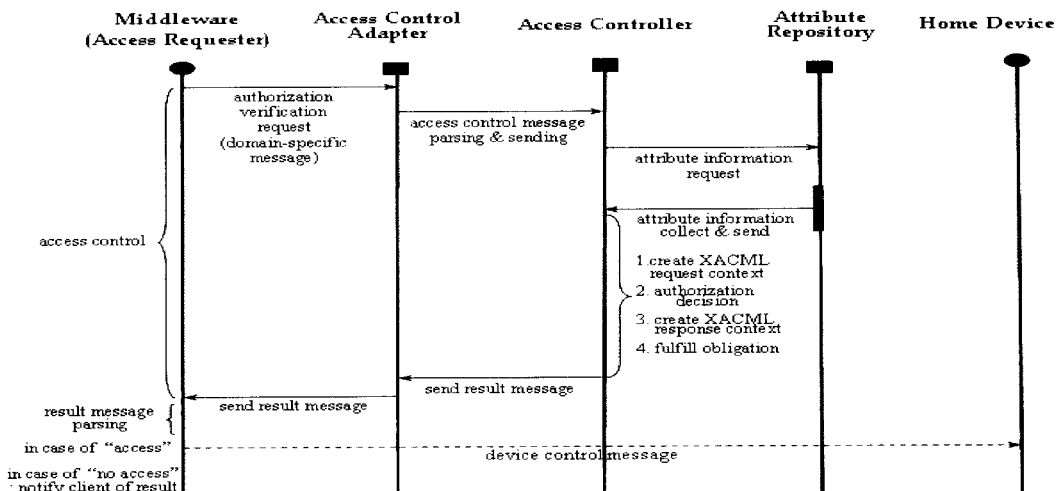 Middleware
(Access Requester)
Access Control
Adapter
Access Controller
Attribute
Repository
Home Device
authorization
verification
request
(domain-specific
message)
access control message
parsing & sending
attribute information
request
attribute information
collect & send
access control
1. create XACML
request context
2. authorization
decision
3. create XACML
response context
4. fulfill obligation
send result message
send result message
result message
parsing
in case of "access"
device control message
in case of "no access"
: notify client of result